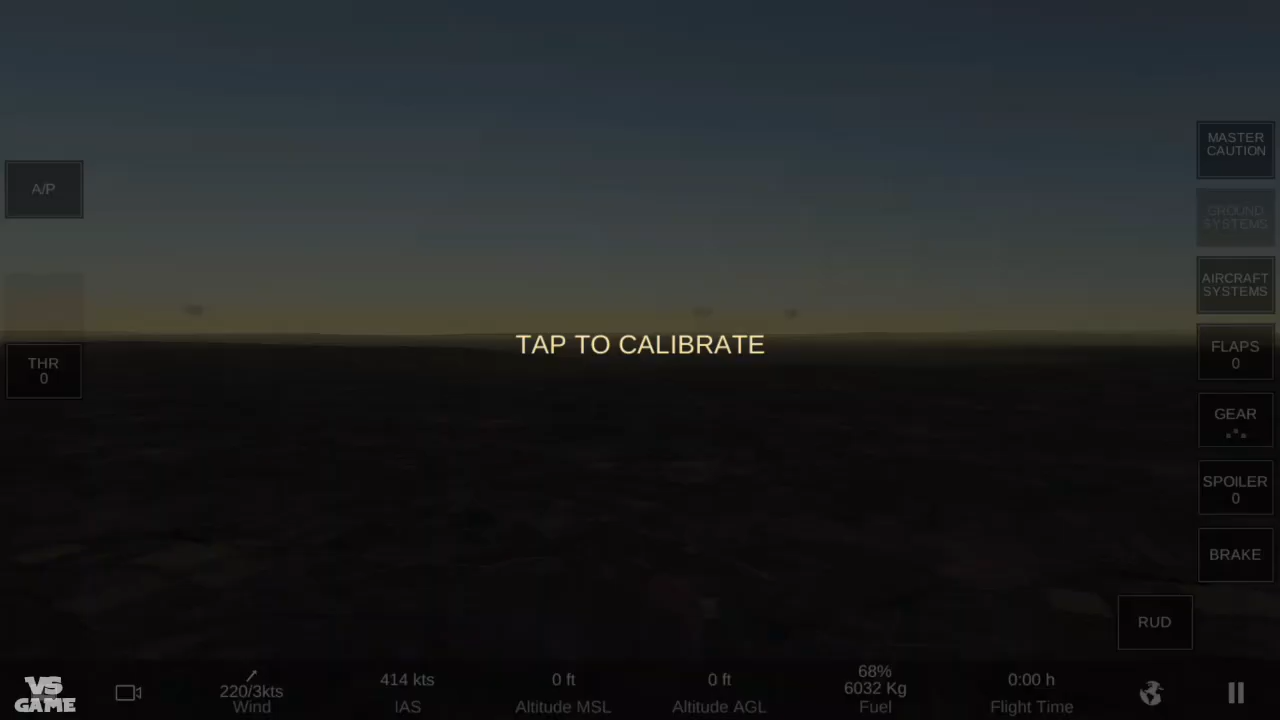 MASTER
CAUTION
A/P
GROUND
SYSTEMS
AIRCRAFT
SYSTEMS
TAP TO CALIBRATE
FLAPS
0
THR
0
GEAR
SPOILER
0
BRAKE
RUD
VS
GAME
220/3kts
Wind
414 kts
IAS
0 ft
Altitude MSL
0 ft
Altitude AGL
68%
6032 Kg
Fuel
0:00 h
Flight Time